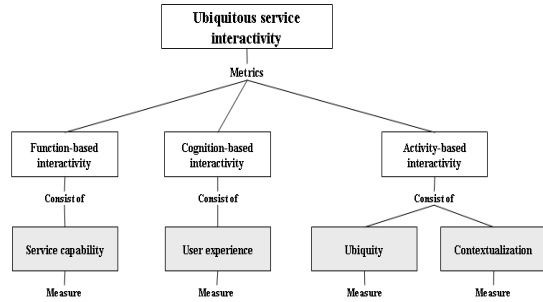 Ubiquitous service
interactivity
Metrics
Function-based
interactivity
Cognition-based
interactivity
Activity-based
interactivity
Consist of
Consist of
Consist of
Service capability
User experience
Ubiquity
Contextualization
Measure
Measure
Measure
Measure